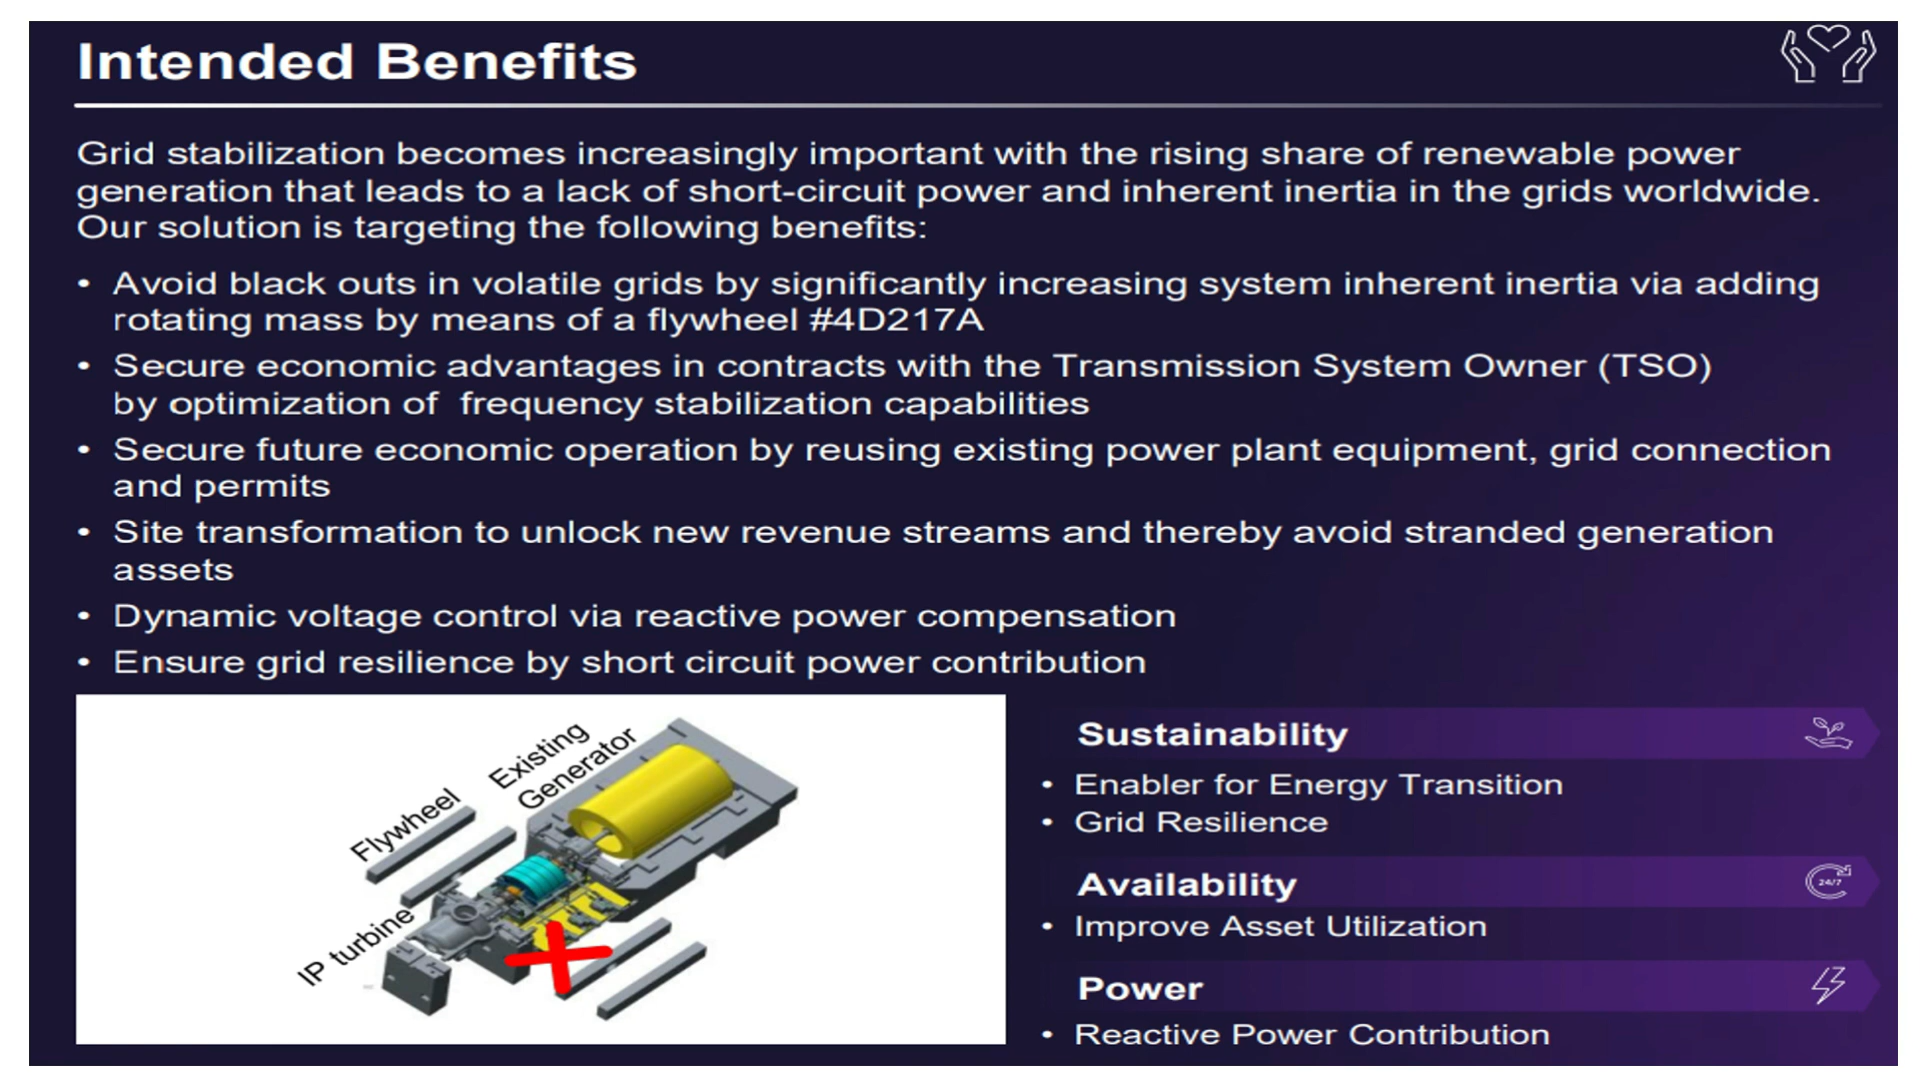 Intended Benefits
Grid stabilization becomes increasingly important with the rising share of renewable power
generation that leads to a lack of short-circuit power and inherent inertia in the grids worldwide.
Our solution is targeting the following benefits:
• Avoid black outs in volatile grids by significantly increasing system inherent inertia via adding
rotating mass by means of a flywheel #4D217A
• Secure economic advantages in contracts with the Transmission System Owner (TSO)
by optimization of  frequency stabilization capabilities
• Secure future economic operation by reusing existing power plant equipment, grid connection
and permits
• Site transformation to unlock new revenue streams and thereby avoid stranded generation
assets
• Dynamic voltage control via reactive power compensation
• Ensure grid resilience by short circuit power contribution
Existing
Generator
Flywheel
IP turbine
Sustainability
• Enabler for Energy Transition
• Grid Resilience
Availability
24/7
• Improve Asset Utilization
Power
• Reactive Power Contribution